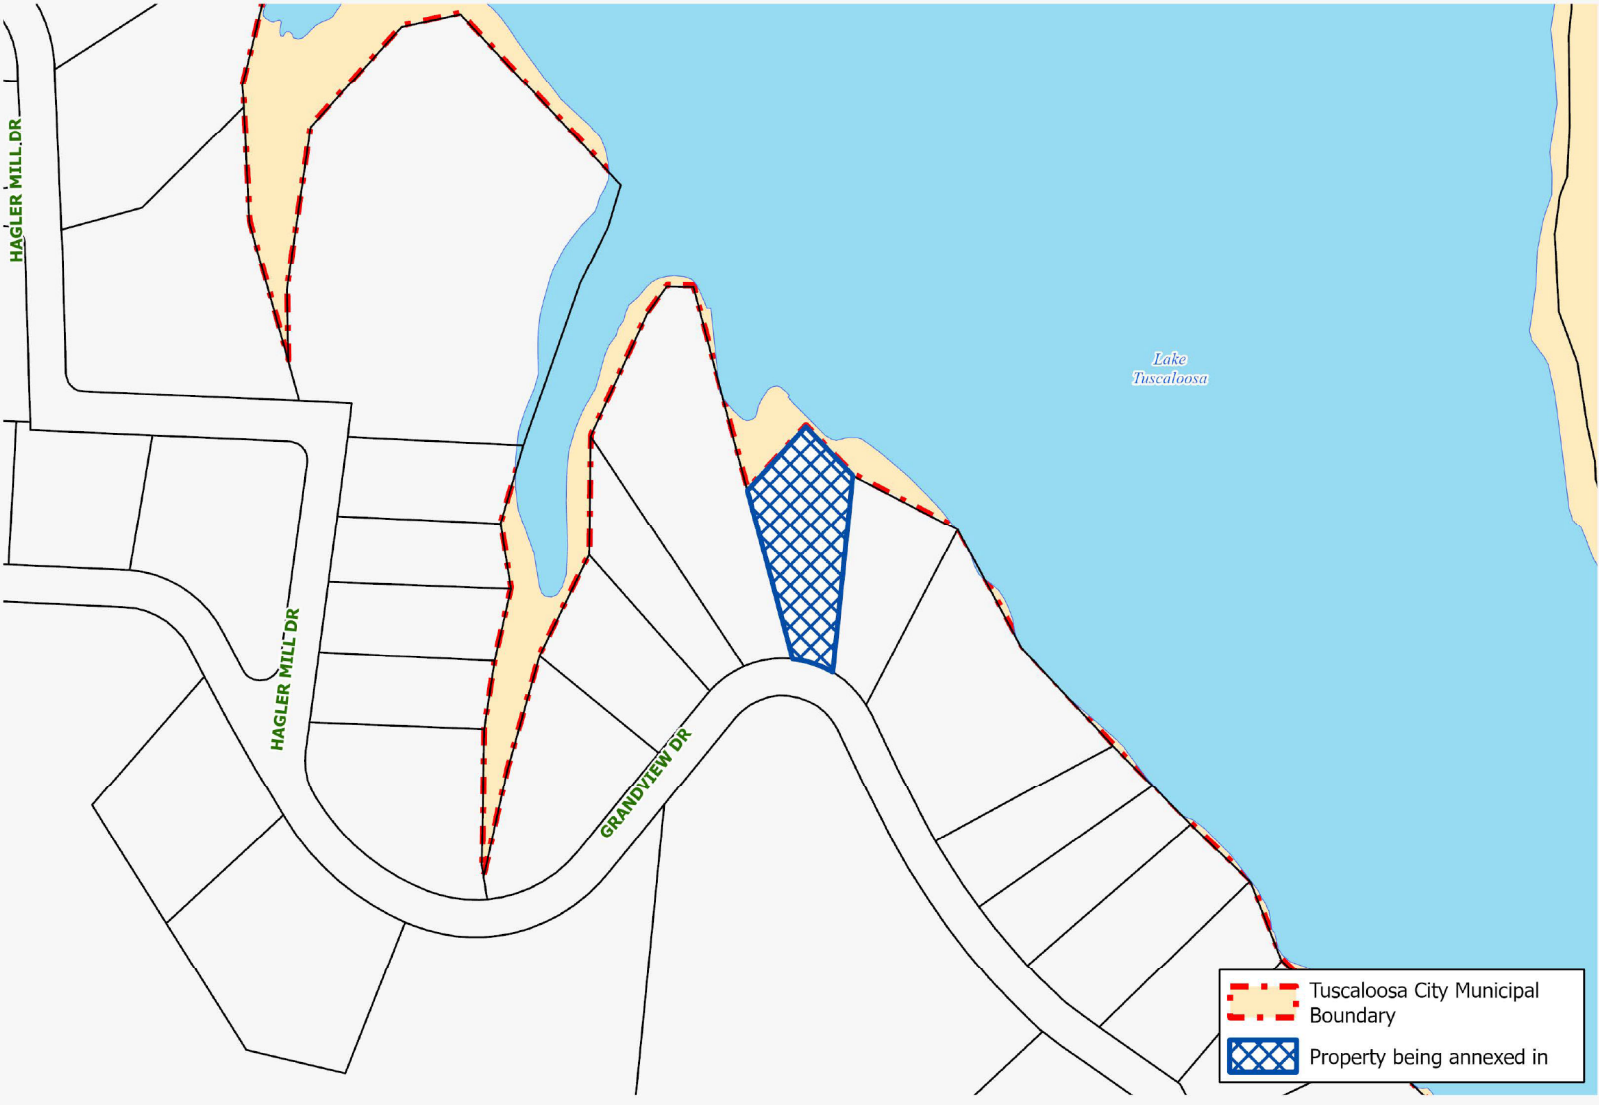 HAGLER MILL DR
Lake
Tuscaloosa
HAGLER MILL DR
GRANDVIEW DR
Tuscaloosa City Municipal
Boundary
Property being annexed in